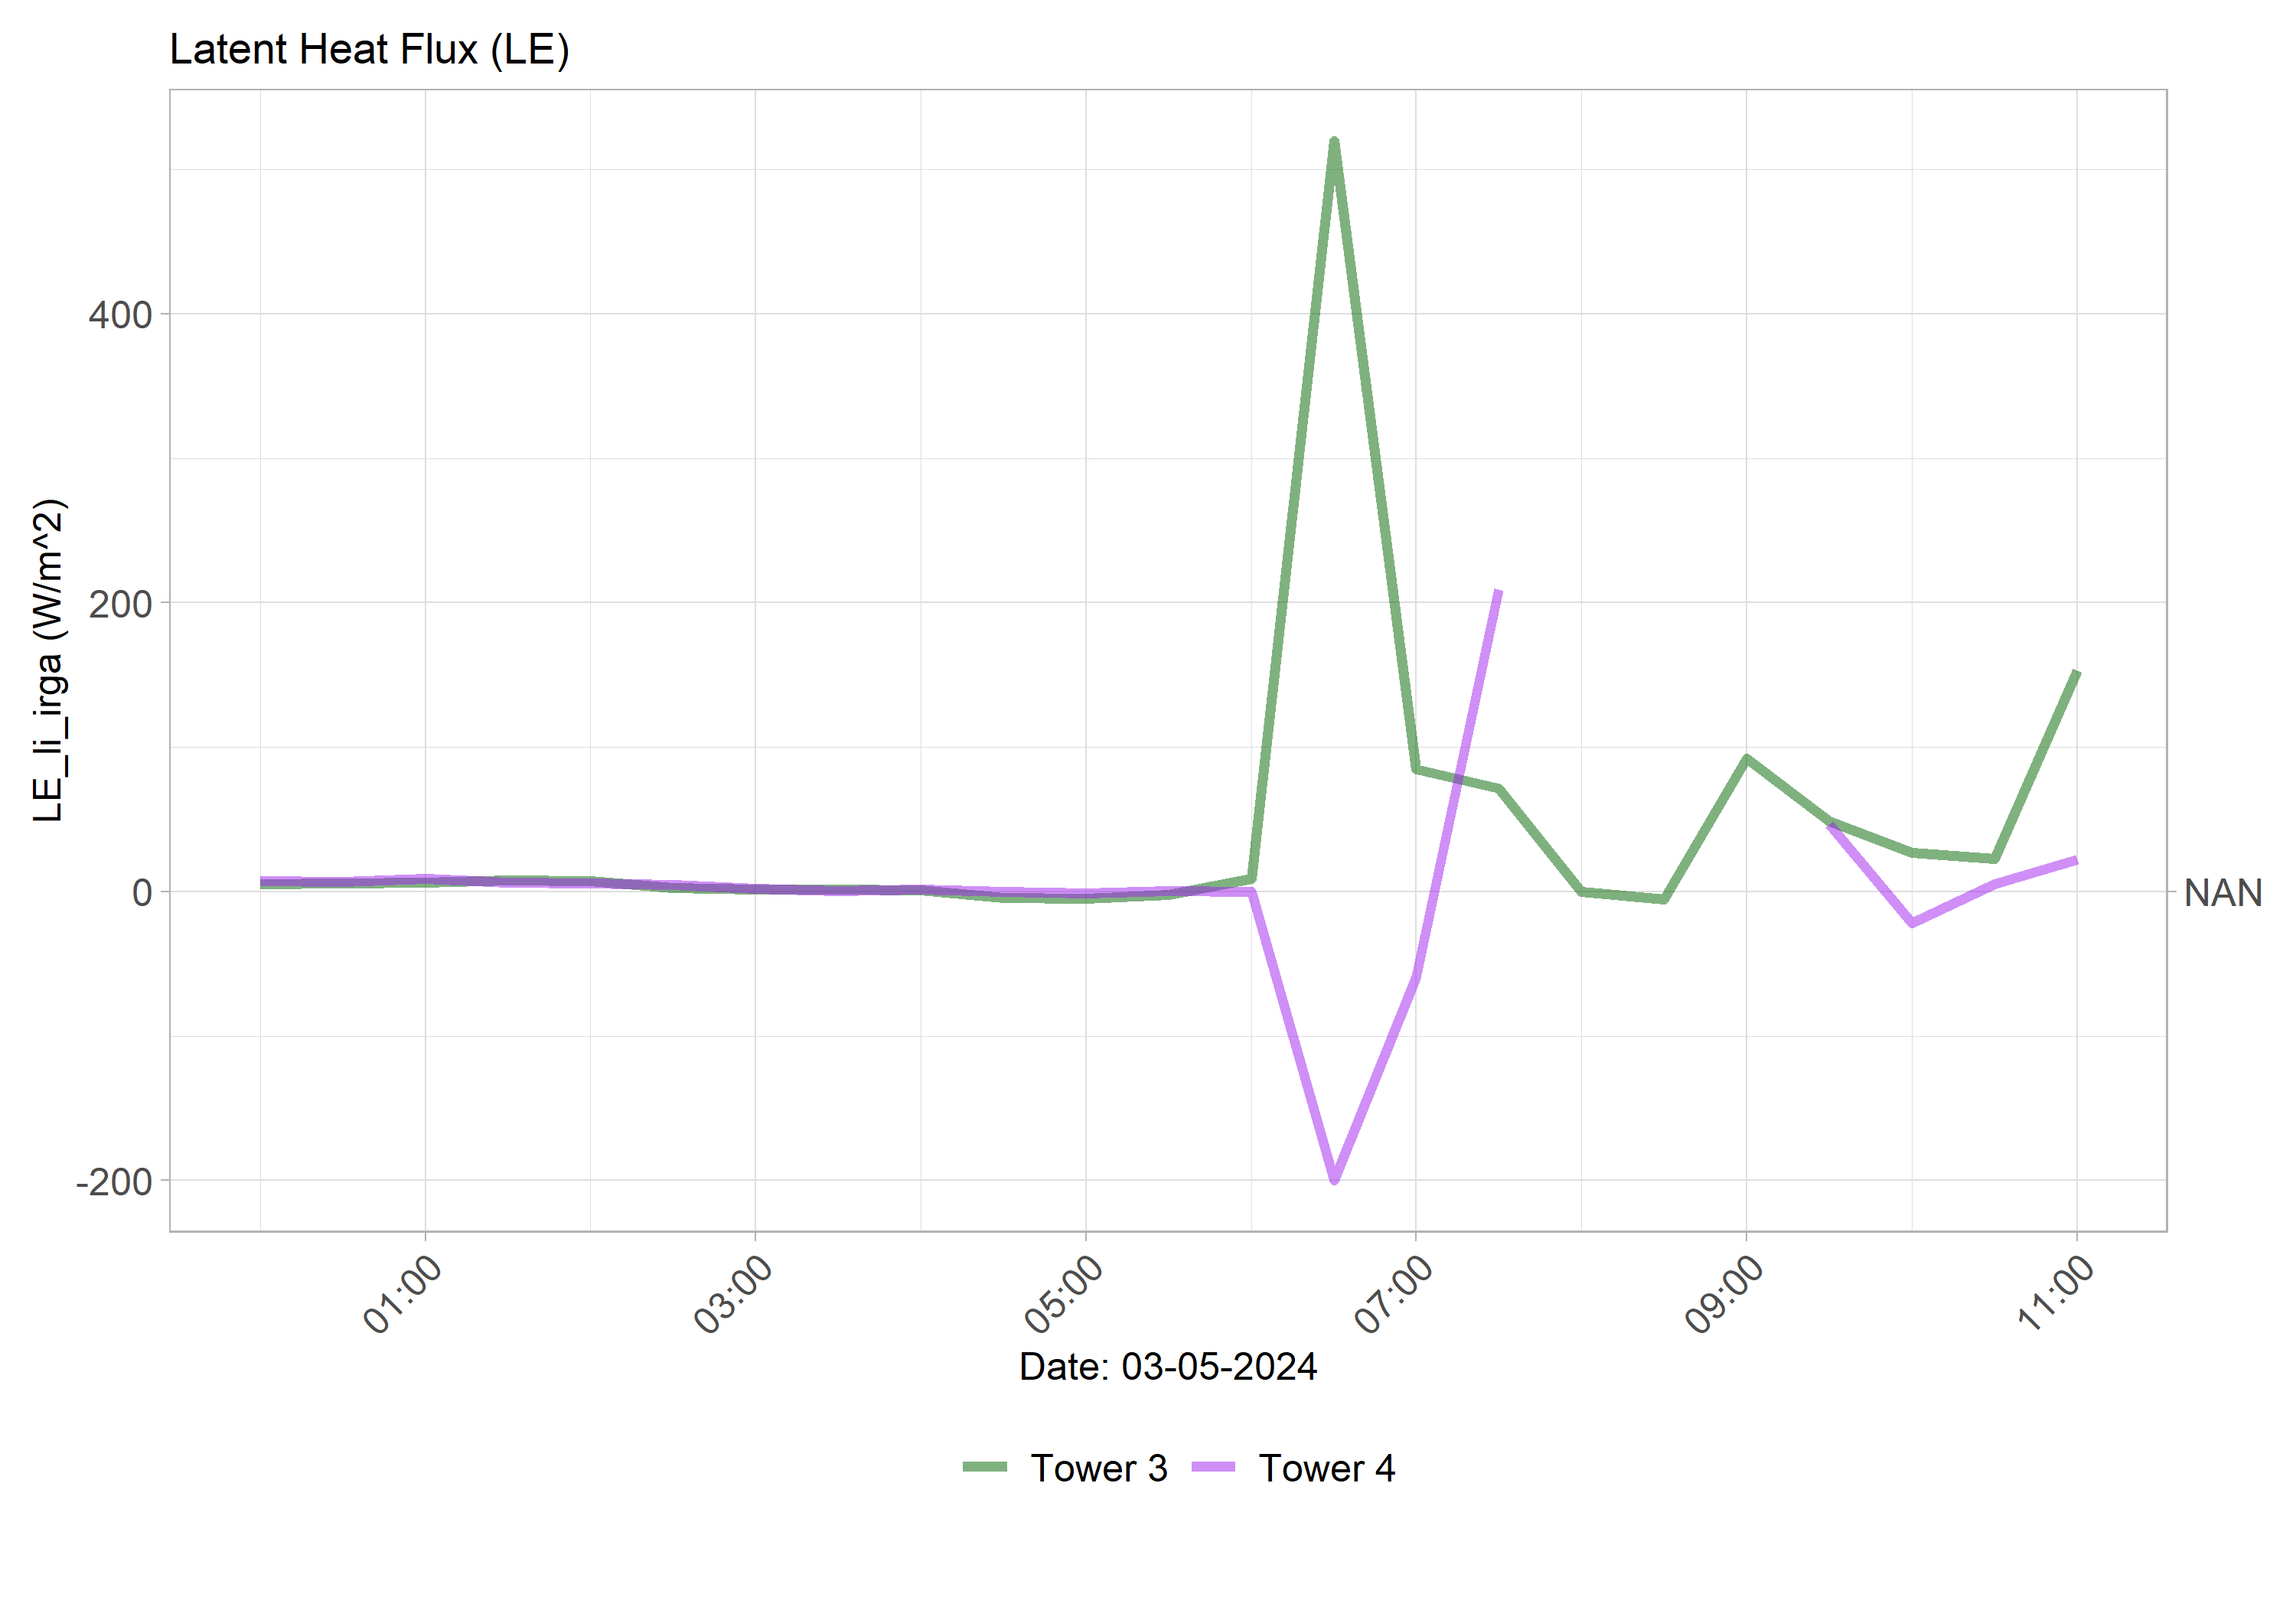 Latent Heat Flux (LE)
LE_li_irga (W/m^2)
400
200
0
-200
NAN
01:00
03:00
05:00
07:00
09:00
11:00
Date: 03-05-2024
Tower 3
Tower 4